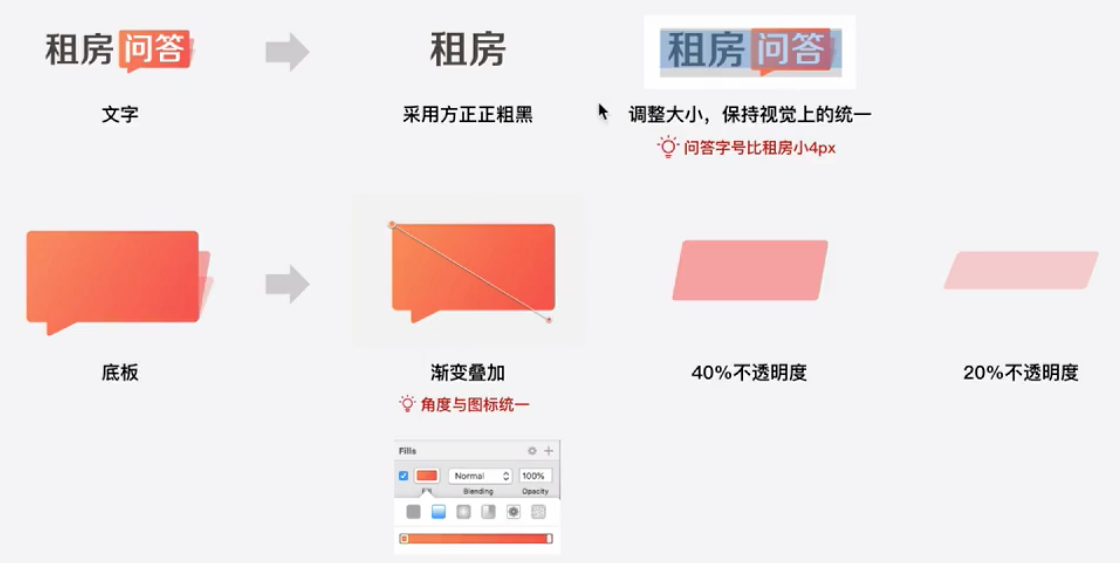 租房问答
租房
租房问答
文字
采用方正正粗黑
调整大小，保持视觉上的统一
问答字号比租房小4px
底板
渐变叠加
40%不透明度
20%不透明度
角度与图标统一
Fills
Normal
100%
Fill
Blending
Opacity